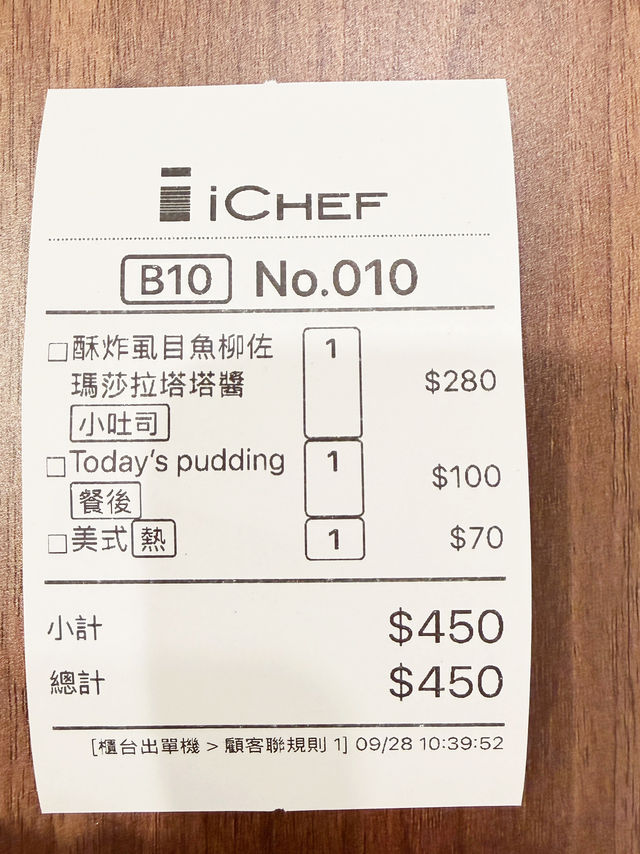 iCHEF
B10 No.010
□酥炸虱目魚柳佐 1
瑪莎拉塔塔醬 $280
小吐司
□Today's pudding 1
餐後 $100
□美式 熱 1 $70
小計 $450
總計 $450
[櫃台出單機 > 顧客聯規則 1] 09/28 10:39:52